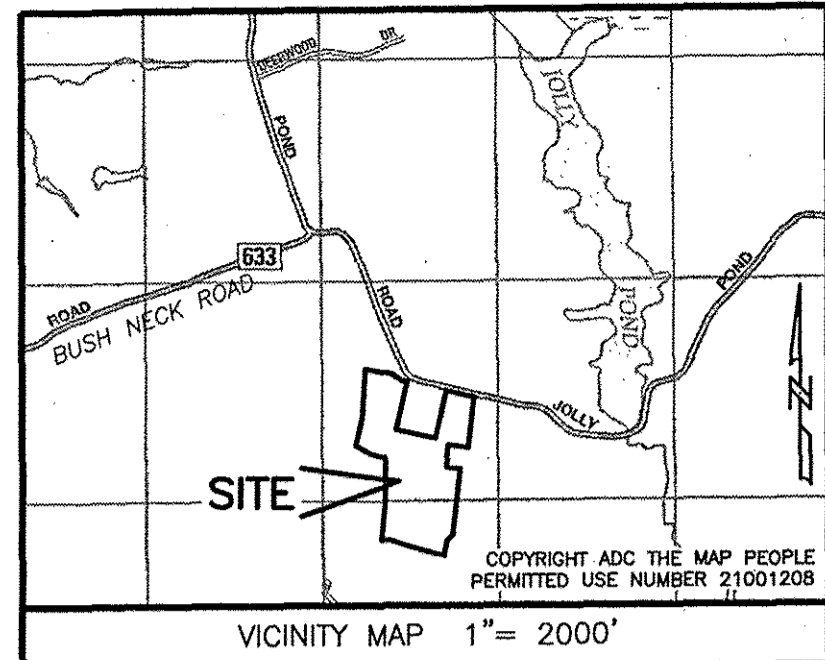 DEERWOOD DR
POND
JOLLY
633
ROAD
BUSH NECK ROAD
ROAD
POND
POND
JOLLY
N
SITE
COPYRIGHT ADC THE MAP PEOPLE
PERMITTED USE NUMBER 21001208
VICINITY MAP 1"= 2000'